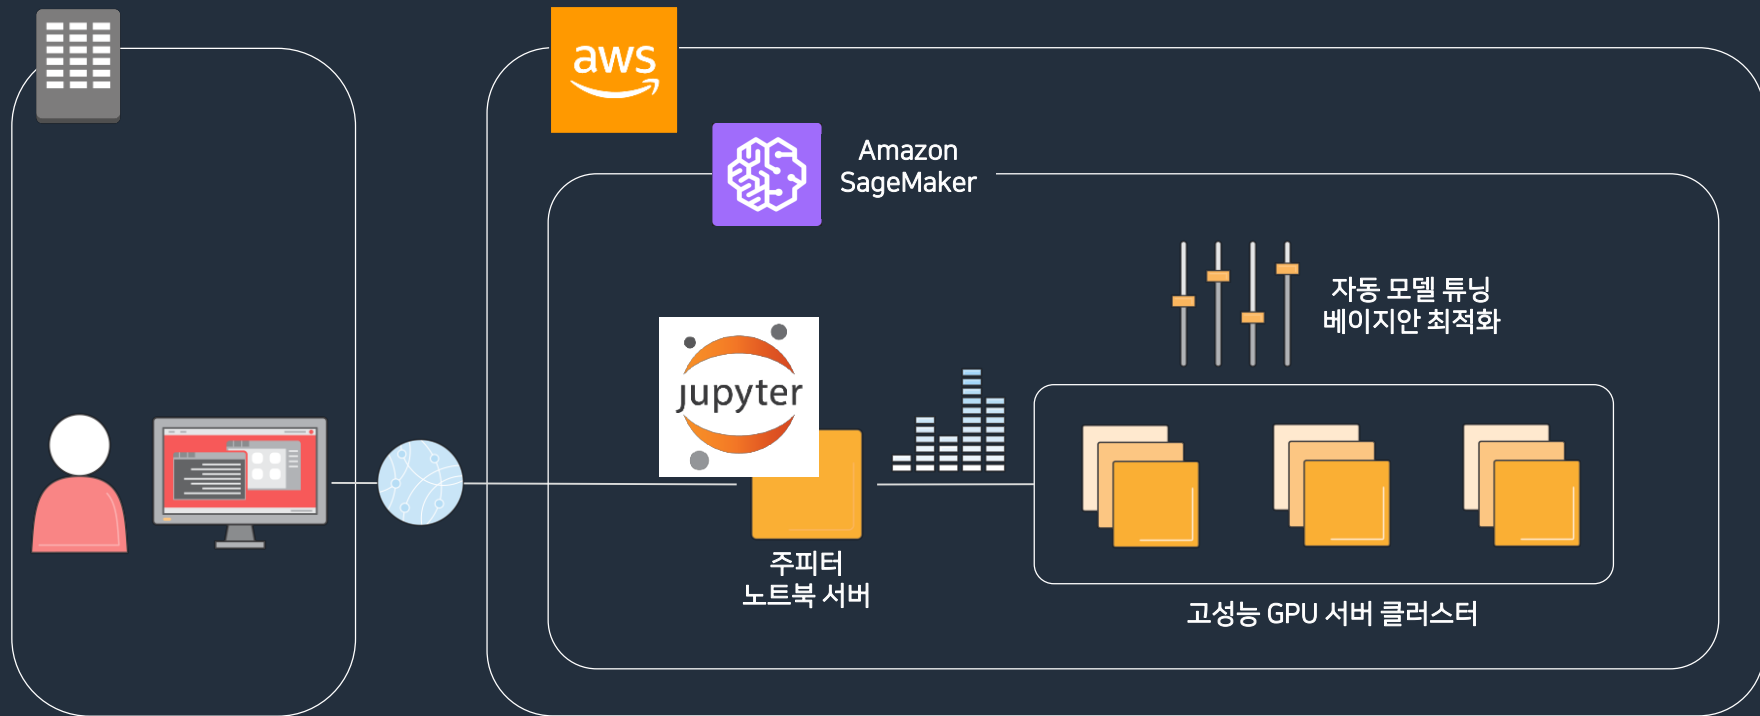 aws
Amazon
SageMaker
자동 모델 튜닝
베이지안 최적화
jupyter
주피터
노트북 서버
고성능 GPU 서버 클러스터